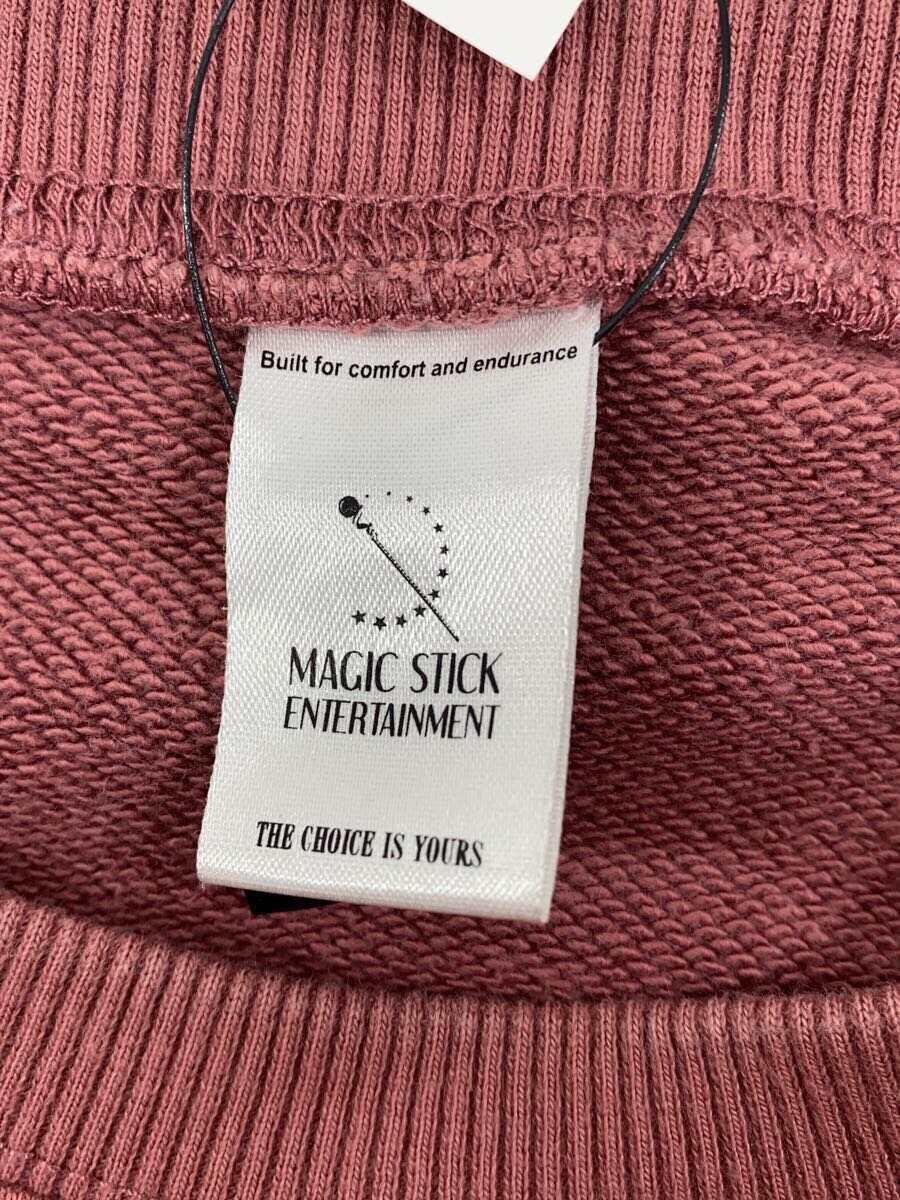 Built for comfort and endurance
MAGIC STICK
ENTERTAINMENT
THE CHOICE IS YOURS